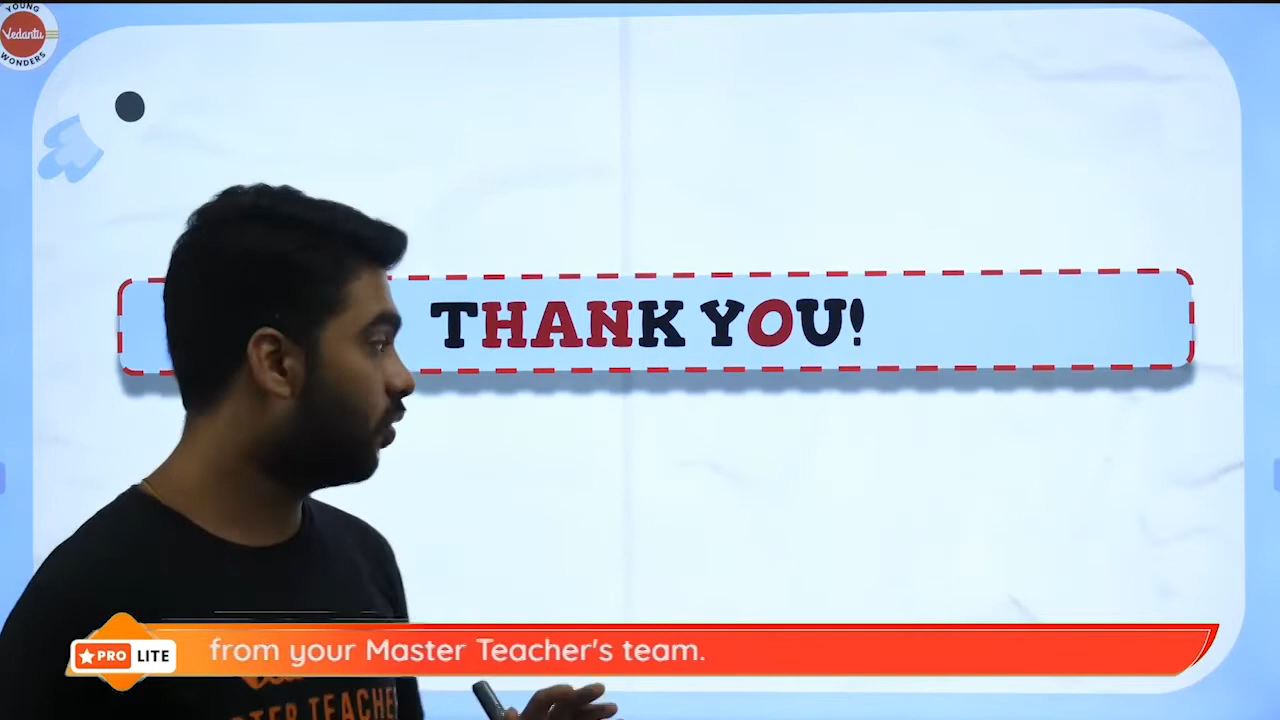 YOUNG
Vedantu
WONDERS
THANK YOU!
PRO LITE
from your Master Teacher's team.